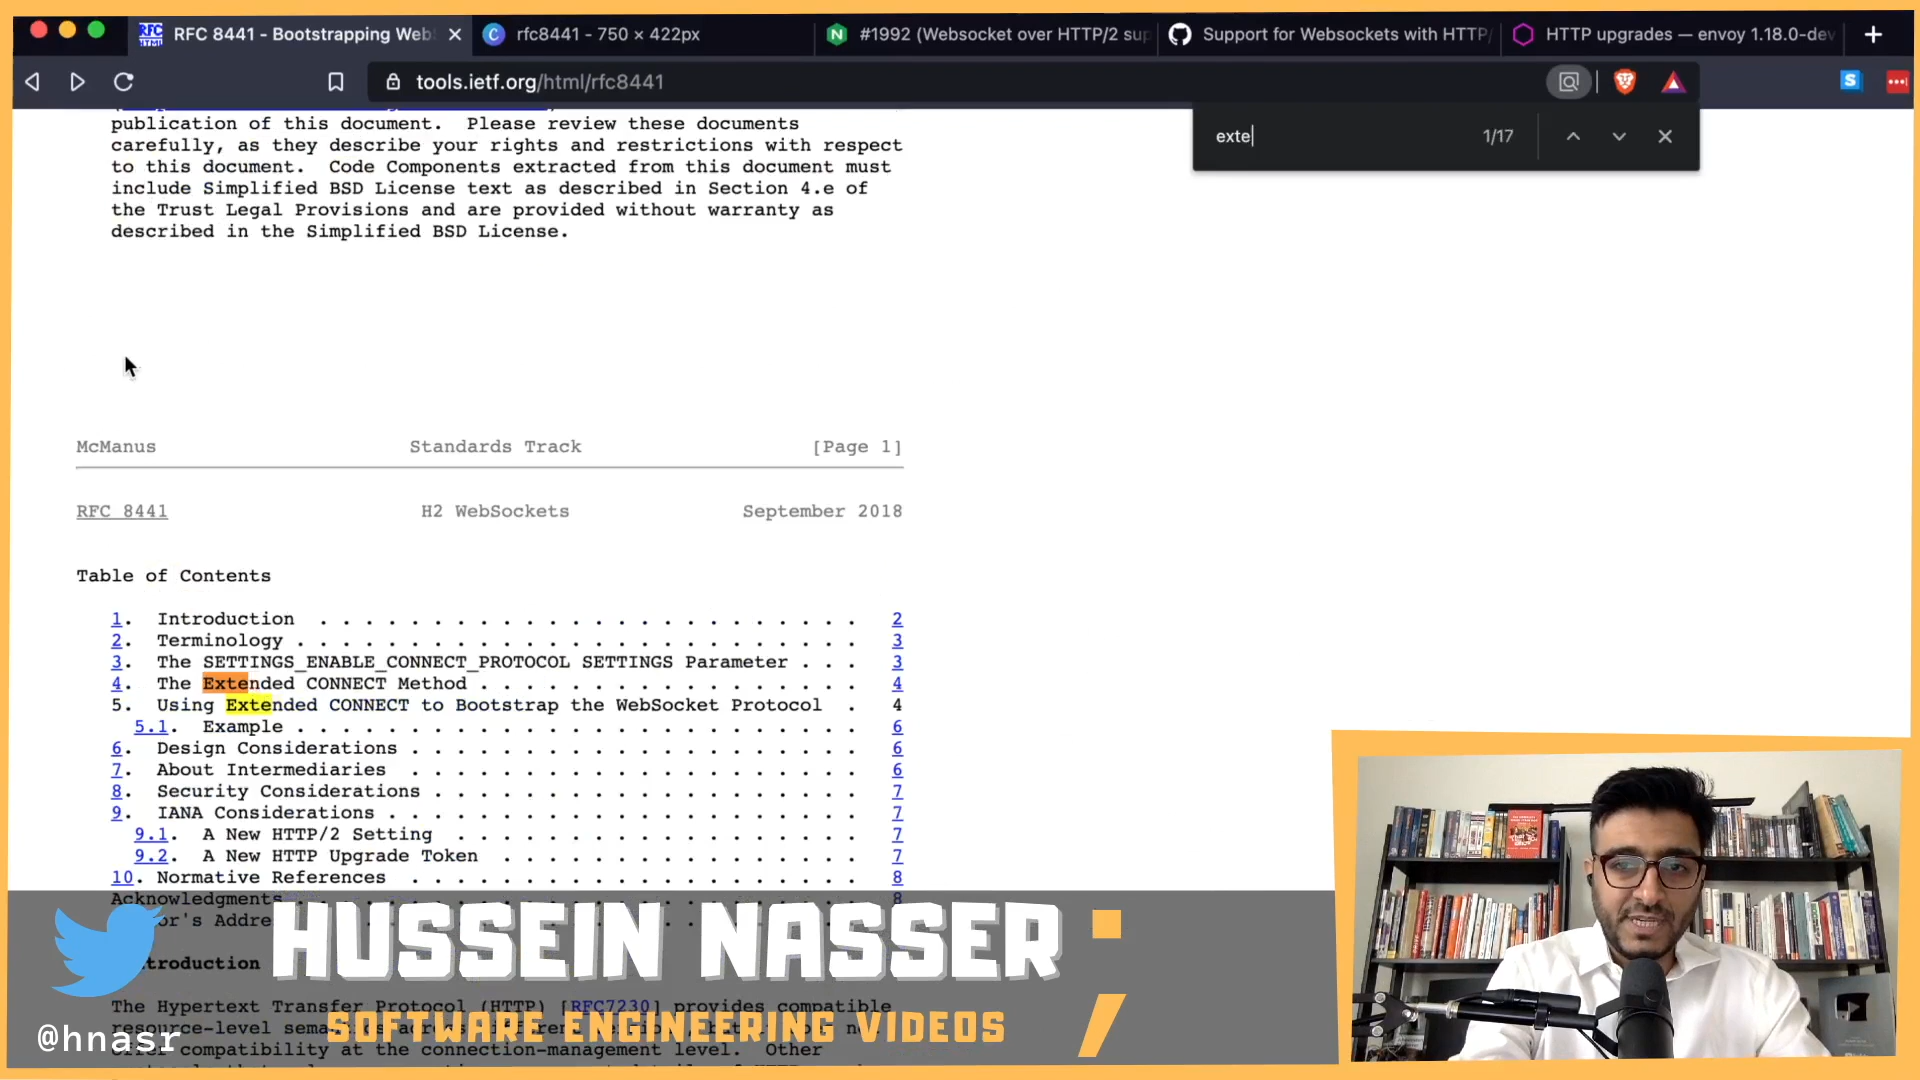 RFC 8441 - Bootstrapping Web
rfc8441 - 750 × 422px
#1992 (Websocket over HTTP/2 sup
Support for Websockets with HTTP/
HTTP upgrades — envoy 1.18.0-dev
tools.ietf.org/html/rfc8441
exte
1/17
publication of this document.  Please review these documents
carefully, as they describe your rights and restrictions with respect
to this document.  Code Components extracted from this document must
include Simplified BSD License text as described in Section 4.e of
the Trust Legal Provisions and are provided without warranty as
described in the Simplified BSD License.
McManus Standards Track [Page 1]
RFC 8441 H2 WebSockets September 2018
Table of Contents
1.  Introduction  . . . . . . . . . . . . . . . . . . . . . . . .   2
2.  Terminology . . . . . . . . . . . . . . . . . . . . . . . . .   3
3.  The SETTINGS_ENABLE_CONNECT_PROTOCOL SETTINGS Parameter . . .   3
4.  The Extended CONNECT Method . . . . . . . . . . . . . . . . .   4
5.  Using Extended CONNECT to Bootstrap the WebSocket Protocol  .   4
5.1.  Example . . . . . . . . . . . . . . . . . . . . . . . . .   6
6.  Design Considerations . . . . . . . . . . . . . . . . . . . .   6
7.  About Intermediaries  . . . . . . . . . . . . . . . . . . . .   6
8.  Security Considerations . . . . . . . . . . . . . . . . . . .   7
9.  IANA Considerations . . . . . . . . . . . . . . . . . . . . .   7
9.1.  A New HTTP/2 Setting  . . . . . . . . . . . . . . . . . .   7
9.2.  A New HTTP Upgrade Token  . . . . . . . . . . . . . . . .   7
10. Normative References  . . . . . . . . . . . . . . . . . . . .   8
Acknowledgments 8
or's Addre
troduction
The Hypertext Transfer Protocol (HTTP) [RFC7230] provides compatible
resource-level
offer compatibility at the connection-management level.  Other
HUSSEIN NASSER;
SOFTWARE ENGINEERING VIDEOS
@hnasr